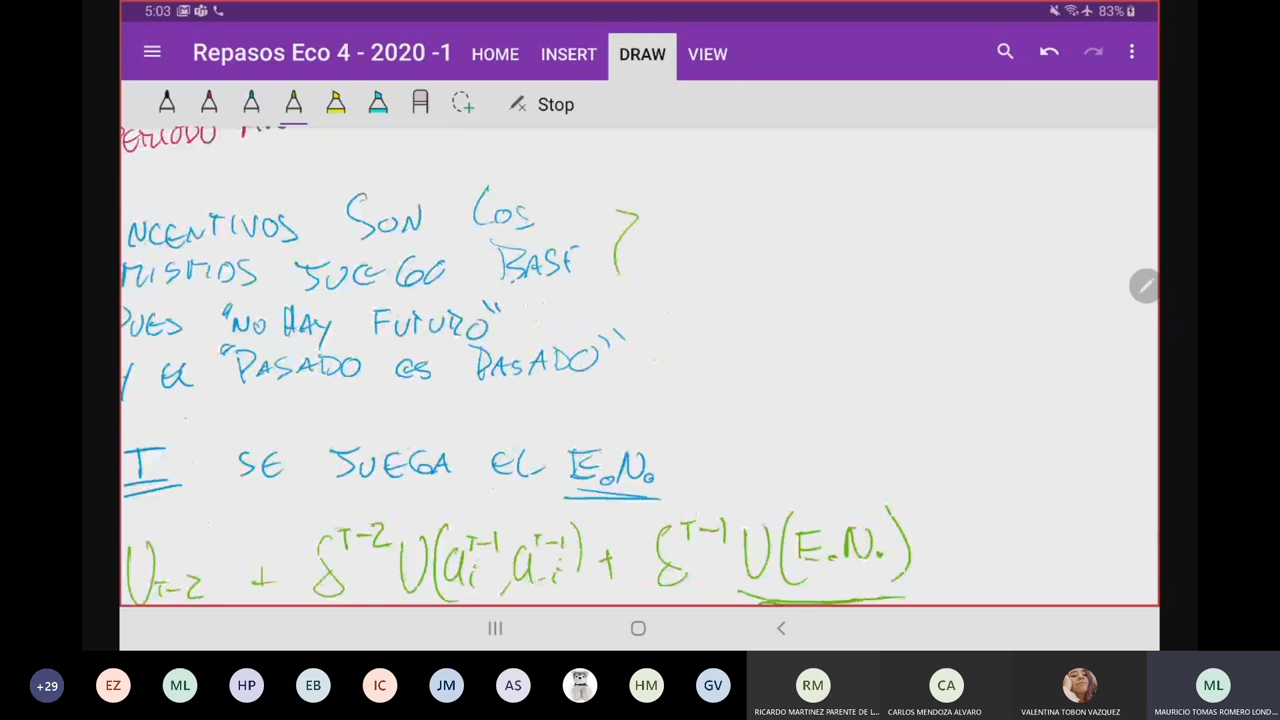 5:03 83%
Repasos Eco 4 - 2020 -1 HOME INSERT DRAW VIEW
Stop
PERIODO
INCENTIVOS SON LOS
MISMOS JUEGO BASE
PUES "NO HAY FUTURO"
Y EL "PASADO ES PASADO"
T SE JUEGA EL E.N.
U_{T-2} + δ^{T-2} U(a_i^{T-1}, a_{-i}^{T-1}) + δ^{T-1} U(E.N.)
+29 EZ ML HP EB IC JM AS HM GV RM CA ML
RICARDO MARTINEZ PARENTE DE L... CARLOS MENDOZA ALVARO VALENTINA TOBON VAZQUEZ MAURICIO TOMAS ROMERO LOND...